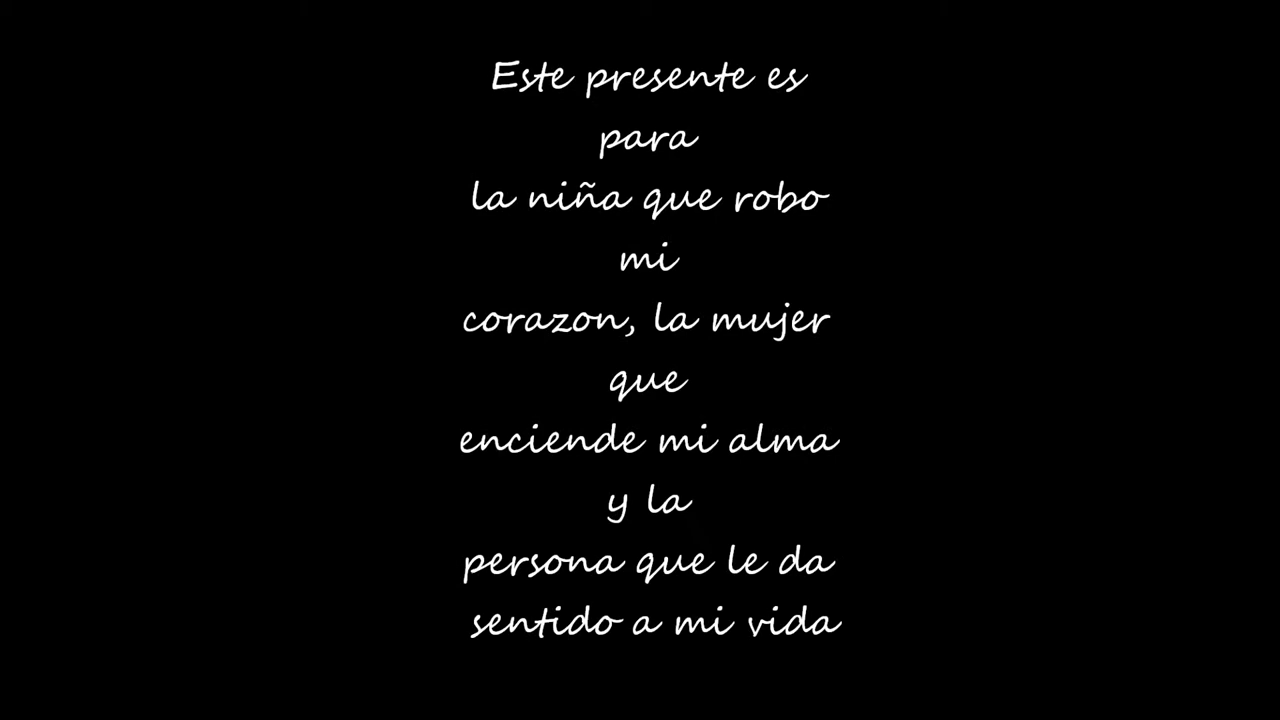 Este presente es
para
la niña que robo
mi
corazon, la mujer
que
enciende mi alma
y la
persona que le da
sentido a mi vida